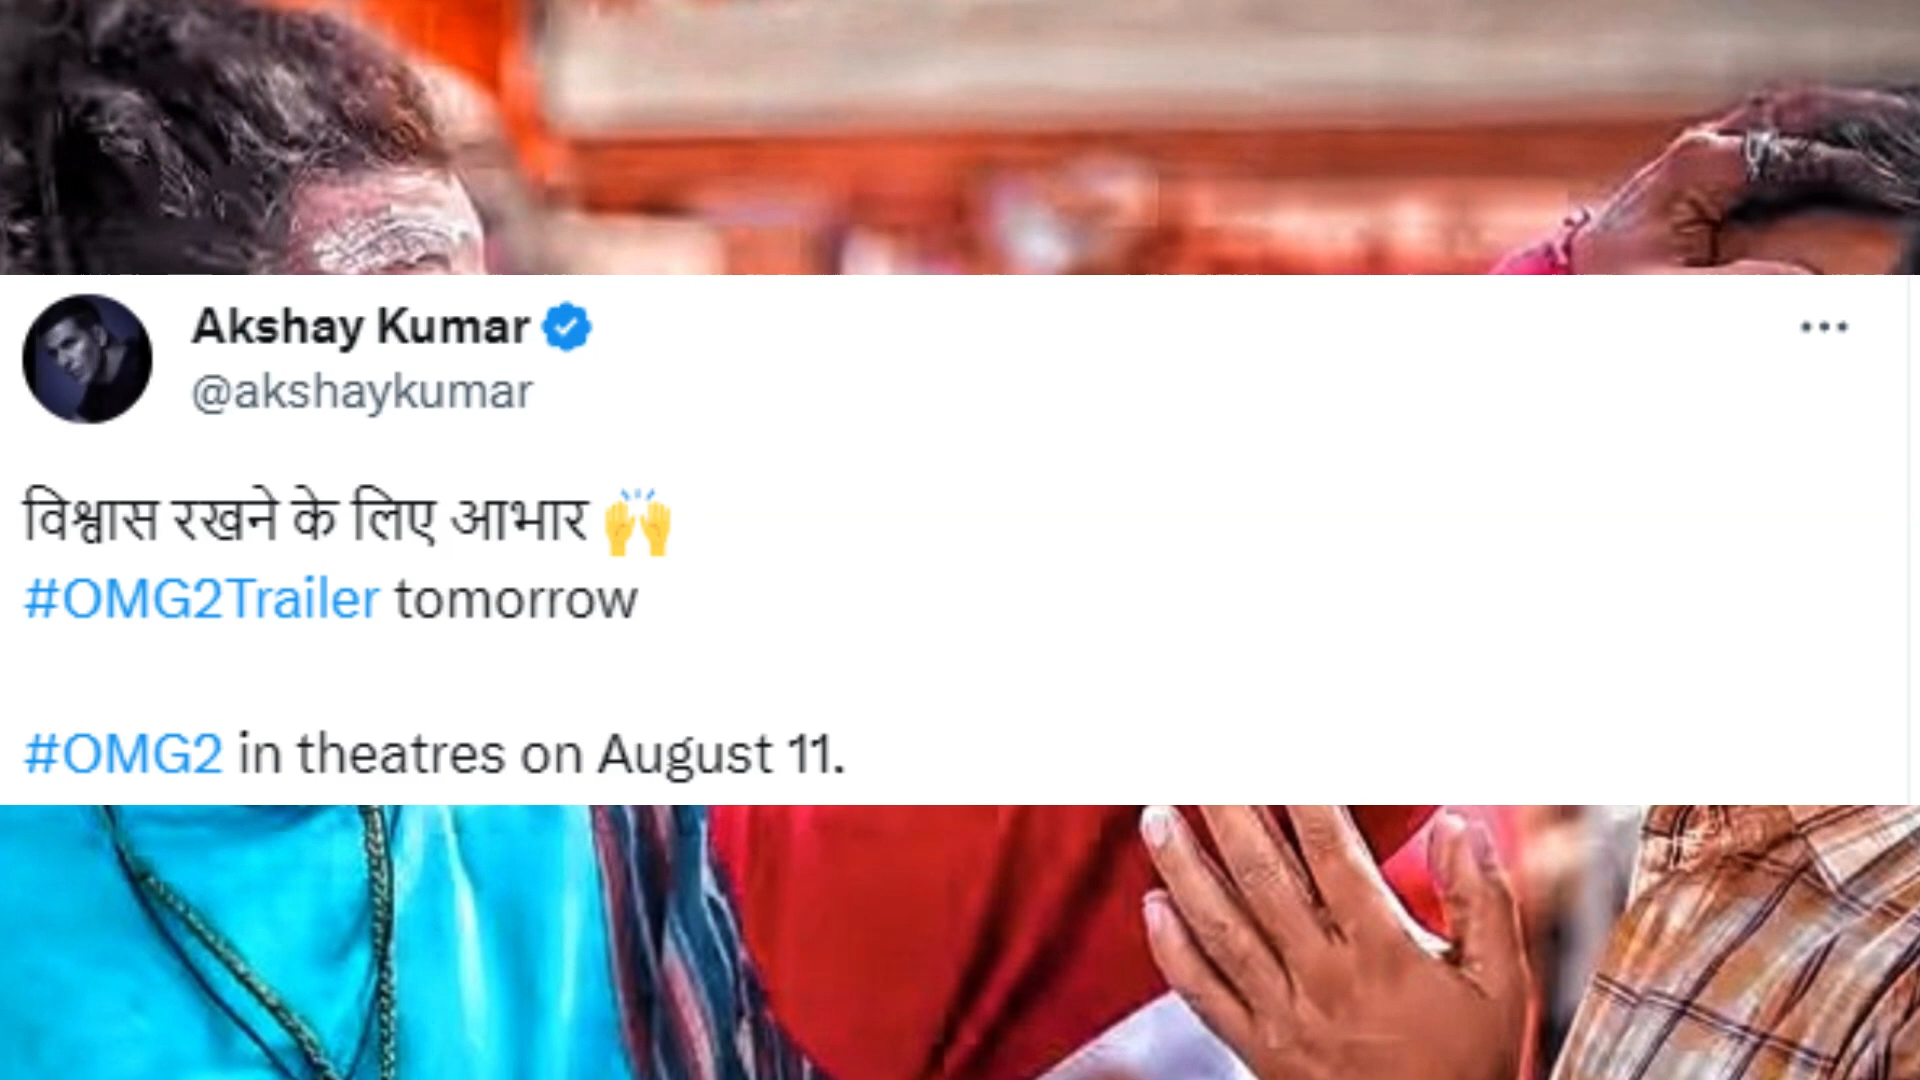 Akshay Kumar
@akshaykumar
विश्वास रखने के लिए आभार 🙌
#OMG2Trailer tomorrow
#OMG2 in theatres on August 11.